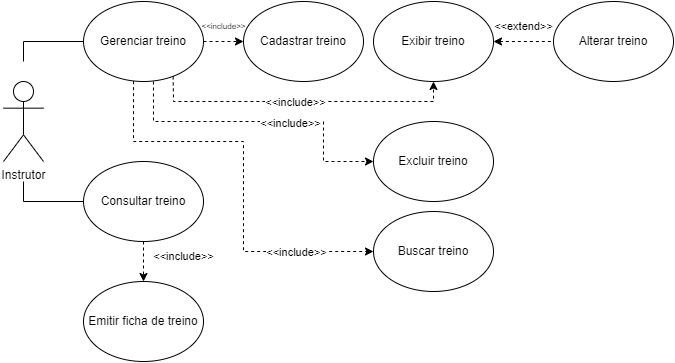 Gerenciar treino
<<include>>
Cadastrar treino
Exibir treino
<<extend>>
Alterar treino
<<include>>
<<include>>
Instrutor
Excluir treino
Consultar treino
<<include>>
<<include>>
Buscar treino
Emitir ficha de treino